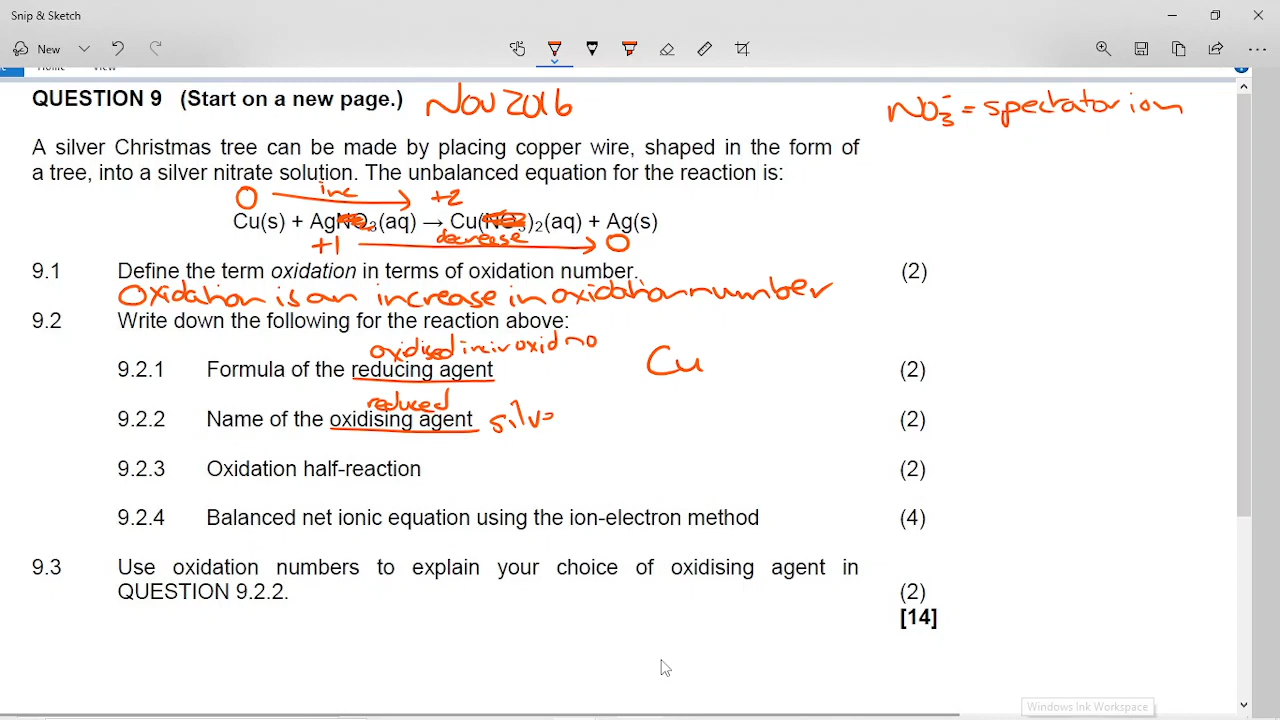 Snip & Sketch
New
Home View
QUESTION 9 (Start on a new page.) Nov 2016
NO₃⁻ = spectator ion
A silver Christmas tree can be made by placing copper wire, shaped in the form of
a tree, into a silver nitrate solution. The unbalanced equation for the reaction is:
0 inc +2
Cu(s) + AgNO₃(aq) → Cu(NO₃)₂(aq) + Ag(s)
+1 decrease 0
9.1 Define the term oxidation in terms of oxidation number. (2)
Oxidation is an increase in oxidation number
9.2 Write down the following for the reaction above:
oxidised incr oxid no
9.2.1 Formula of the reducing agent Cu (2)
reduced
9.2.2 Name of the oxidising agent silve (2)
9.2.3 Oxidation half-reaction (2)
9.2.4 Balanced net ionic equation using the ion-electron method (4)
9.3 Use oxidation numbers to explain your choice of oxidising agent in
QUESTION 9.2.2. (2)
[14]
Windows Ink Workspace